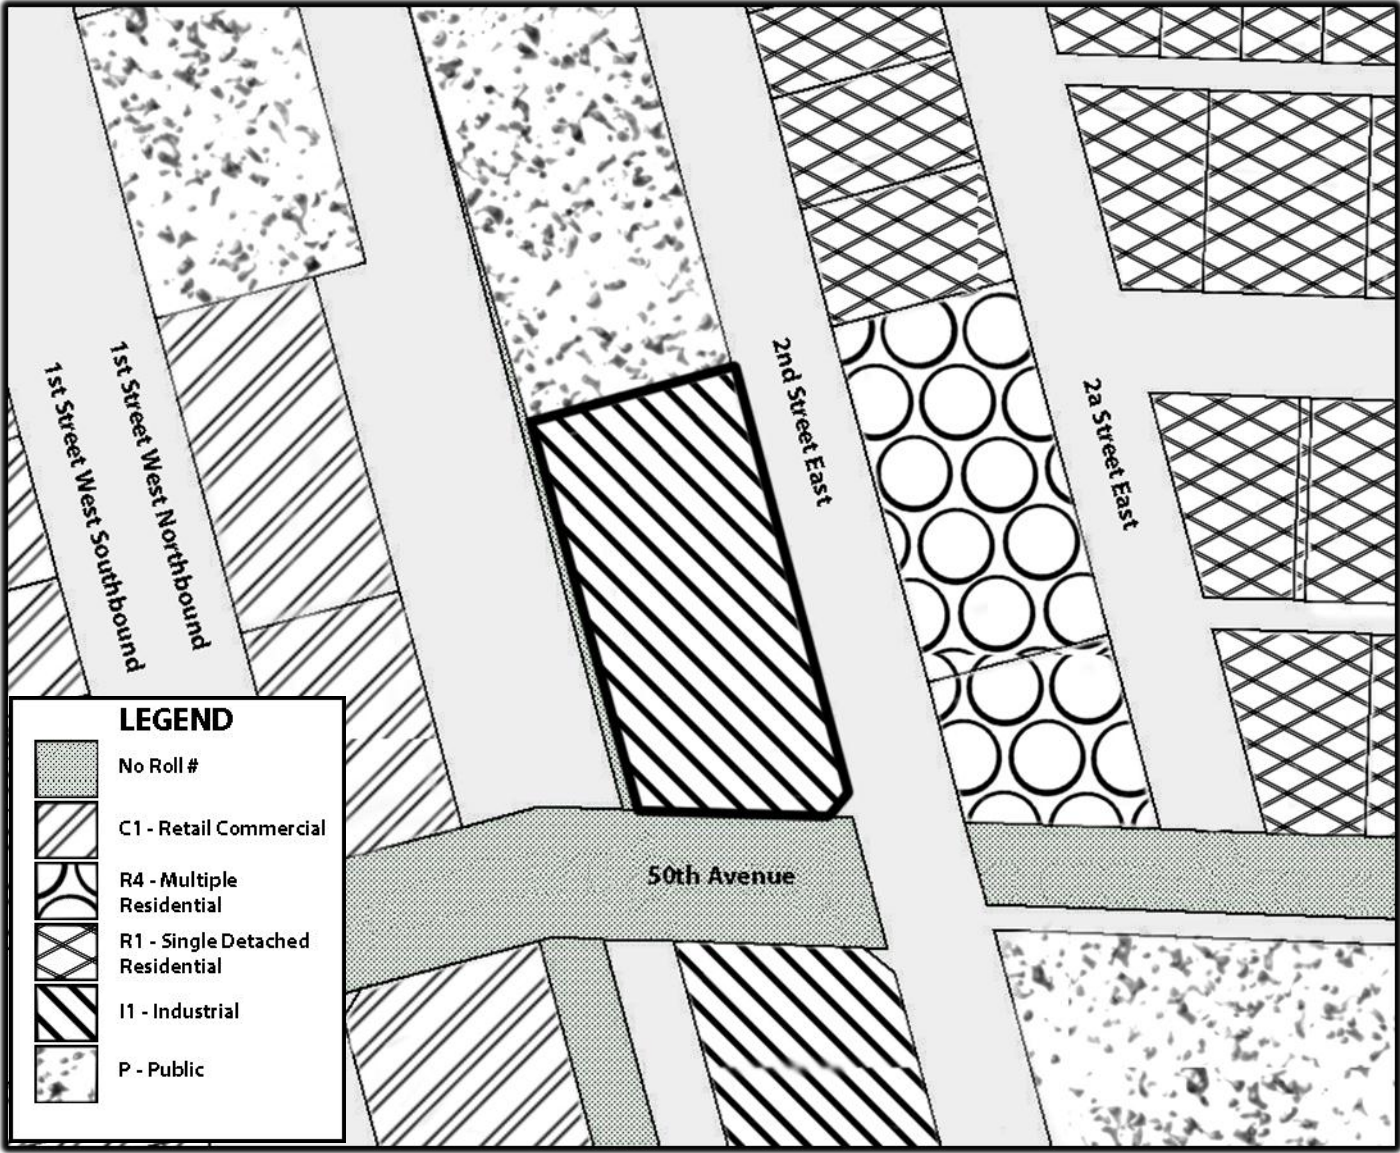 2nd Street East
2a Street East
1st Street West Northbound
1st Street West Southbound
50th Avenue
LEGEND
No Roll #
C1 - Retail Commercial
R4 - Multiple
Residential
R1 - Single Detached
Residential
I1 - Industrial
P - Public